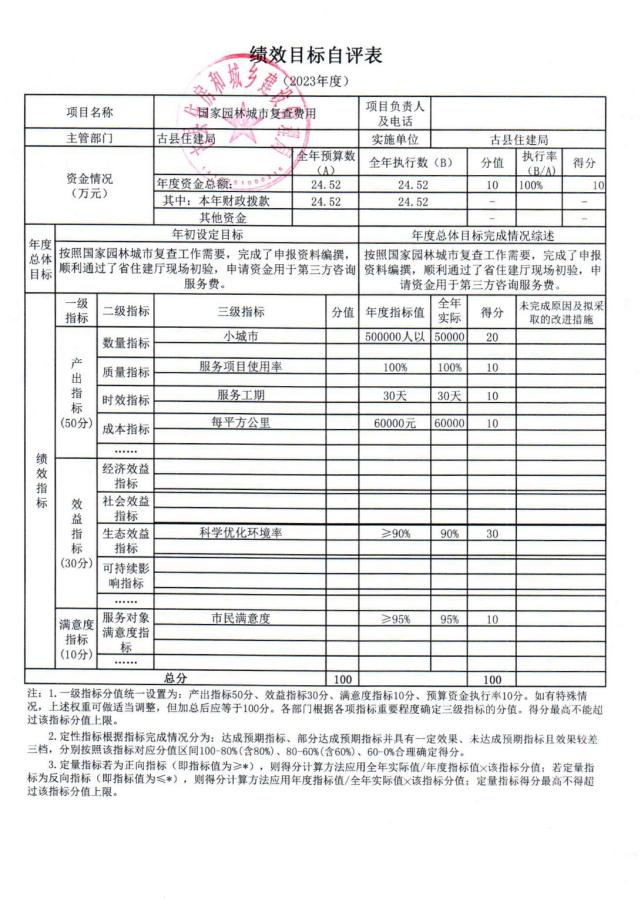 绩效目标自评表
（2023年度）
项目名称 国家园林城市复查费用 项目负责人及电话
主管部门 古县住建局 实施单位 古县住建局
资金情况（万元） 全年预算数（A） 全年执行数（B） 分值 执行率（B/A) 得分
年度资金总额: 24.52 24.52 10 100% 10
其中：本年财政拨款 24.52 24.52 － －
其他资金 － －
年度总体目标 年初设定目标 年度总体目标完成情况综述
按照国家园林城市复查工作需要，完成了申报资料编撰，顺利通过了省住建厅现场初验，申请资金用于第三方咨询服务费。 按照国家园林城市复查工作需要，完成了申报资料编撰，顺利通过了省住建厅现场初验，申请资金用于第三方咨询服务费。
绩效指标 一级指标 二级指标 三级指标 分值 年度指标值 全年实际 得分 未完成原因及拟采取的改进措施
产出指标（50分） 数量指标 小城市 500000人以 50000 20
质量指标 服务项目使用率 100% 100% 10
时效指标 服务工期 30天 30天 10
成本指标 每平方公里 60000元 60000 10
……
效益指标（30分） 经济效益指标
社会效益指标
生态效益指标 科学优化环境率 ≥90% 90% 30
可持续影响指标
……
满意度指标（10分） 服务对象满意度指标 市民满意度 ≥95% 95% 10
……
总分 100 100
注：1.一级指标分值统一设置为：产出指标50分、效益指标30分、满意度指标10分、预算资金执行率10分。如有特殊情
况，上述权重可做适当调整，但加总后应等于100分。各部门根据各项指标重要程度确定三级指标的分值。得分最高不能超
过该指标分值上限。
2.定性指标根据指标完成情况分为：达成预期指标、部分达成预期指标并具有一定效果、未达成预期指标且效果较差
三档，分别按照该指标对应分值区间100-80%(含80%)、80-60%(含60%)、60-0%合理确定得分。
3.定量指标若为正向指标（即指标值为≥*），则得分计算方法应用全年实际值/年度指标值×该指标分值；若定量指
标为反向指标（即指标值为≤*），则得分计算方法应用年度指标值/全年实际值×该指标分值；定量指标得分最高不得超
过该指标分值上限。